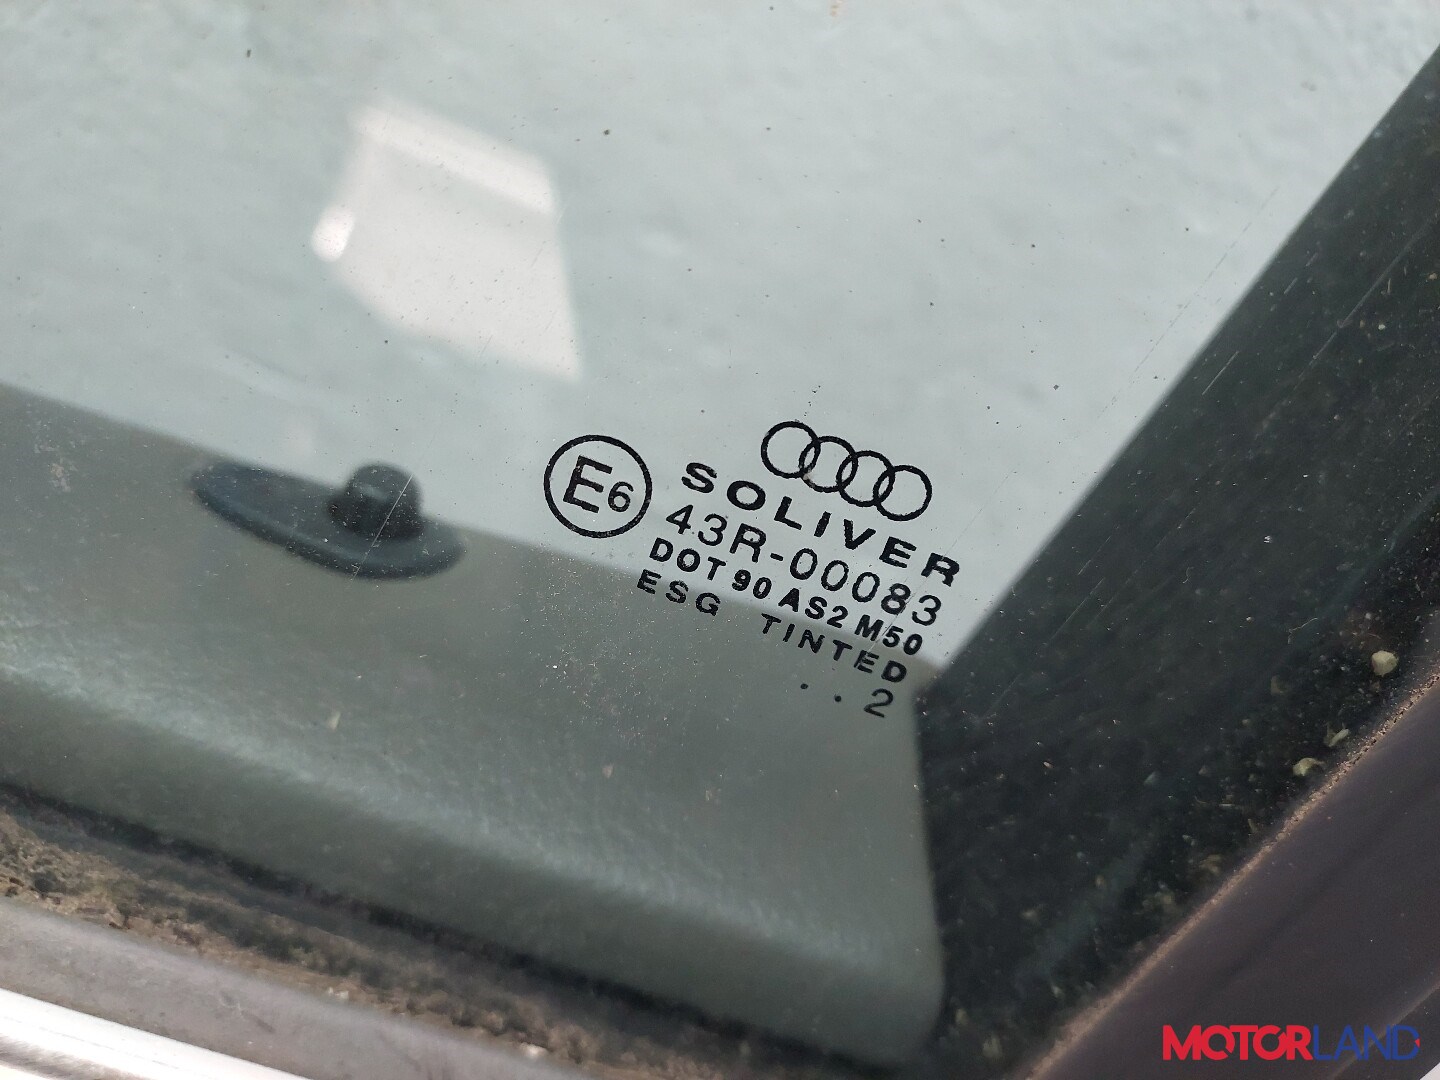 E6
SOLIVER
43R-00083
DOT 90 AS2 M50
ESG TINTED
. . 2
MOTORLAND